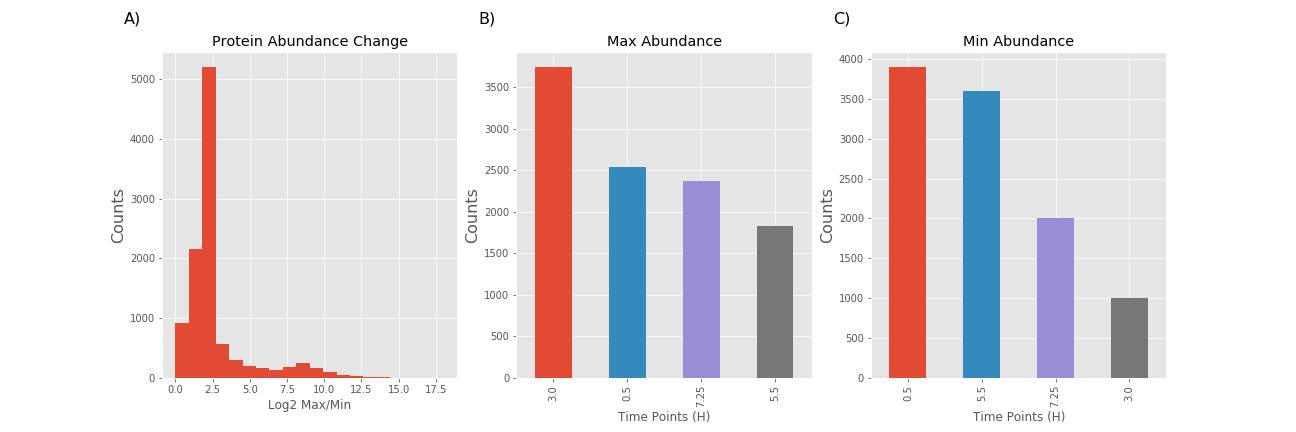 A)
Protein Abundance Change
Counts
5000
4000
3000
2000
1000
0
0.0 2.5 5.0 7.5 10.0 12.5 15.0 17.5
Log2 Max/Min
B)
Max Abundance
Counts
3500
3000
2500
2000
1500
1000
500
0
3.0 0.5 7.25 5.5
Time Points (H)
C)
Min Abundance
Counts
4000
3500
3000
2500
2000
1500
1000
500
0
0.5 5.5 7.25 3.0
Time Points (H)